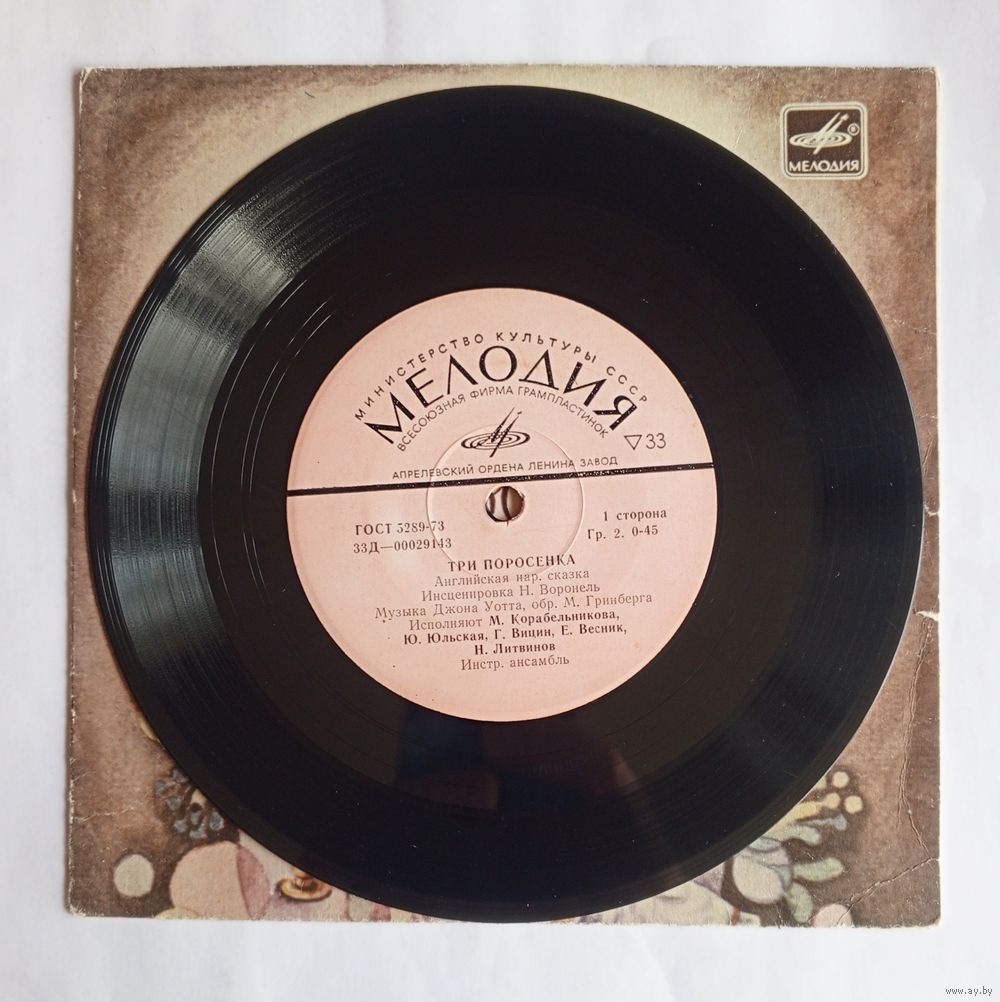 МЕЛОДИЯ
МИНИСТЕРСТВО КУЛЬТУРЫ СССР
МЕЛОДИЯ
ВСЕСОЮЗНАЯ ФИРМА ГРАМПЛАСТИНОК
▽33
АПРЕЛЕВСКИЙ ОРДЕНА ЛЕНИНА ЗАВОД
ГОСТ 5289-73
1 сторона
33Д—00029143
Гр. 2. 0-45
ТРИ ПОРОСЕНКА
Английская нар. сказка
Инсценировка Н. Воронель
Музыка Джона Уотта, обр. М. Гринберга
Исполняют М. Корабельникова,
Ю. Юльская, Г. Вицин, Е. Весник,
Н. Литвинов
Инстр. ансамбль
www.ay.by